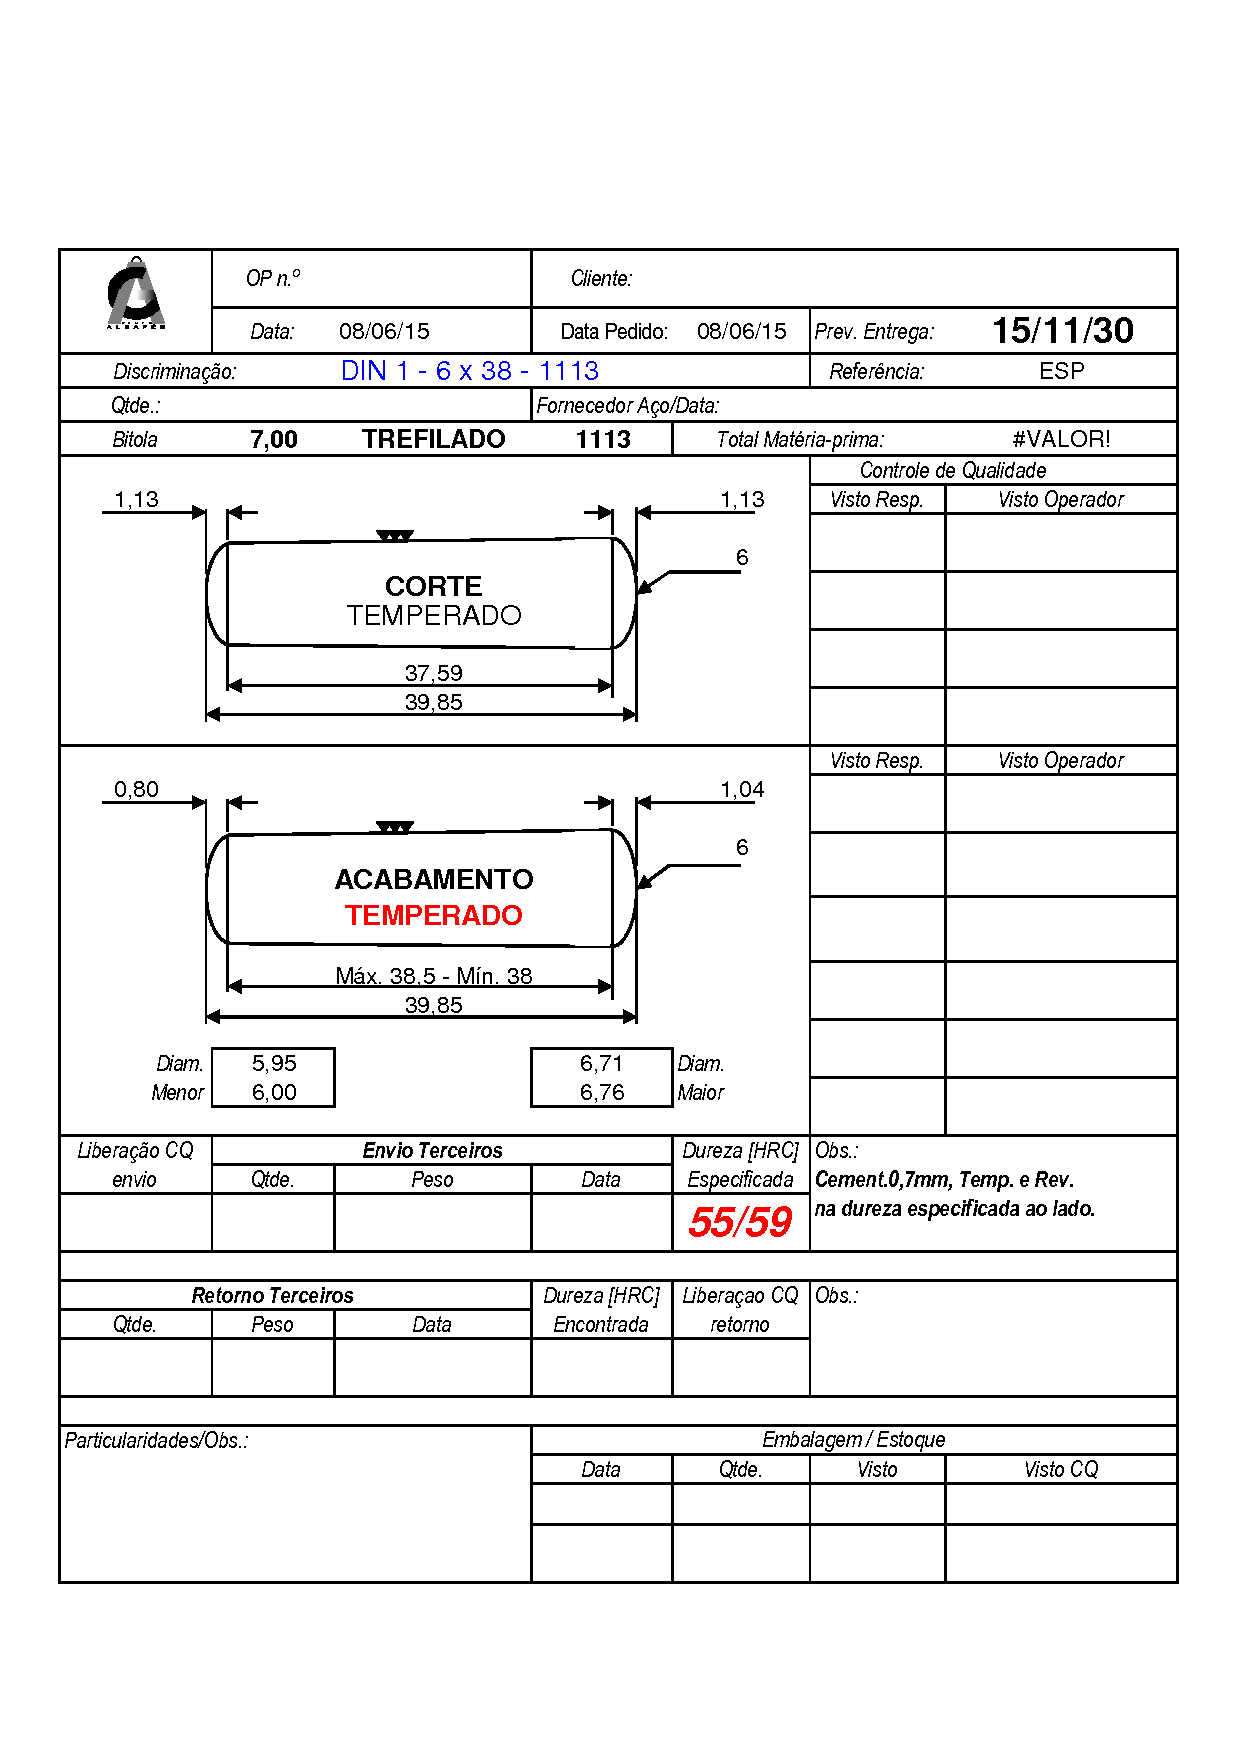 ALBAFER
OP n.º Cliente:
Data: 08/06/15 Data Pedido: 08/06/15 Prev. Entrega: 15/11/30
Discriminação: DIN 1 - 6 x 38 - 1113 Referência: ESP
Qtde.: Fornecedor Aço/Data:
Bitola 7,00 TREFILADO 1113 Total Matéria-prima: #VALOR!
Controle de Qualidade
1,13 1,13 Visto Resp. Visto Operador
6
CORTE
TEMPERADO
37,59
39,85
Visto Resp. Visto Operador
0,80 1,04
6
ACABAMENTO
TEMPERADO
Máx. 38,5 - Mín. 38
39,85
Diam. 5,95 6,71 Diam.
Menor 6,00 6,76 Maior
Liberação CQ Envio Terceiros Dureza [HRC] Obs.:
envio Qtde. Peso Data Especificada Cement.0,7mm, Temp. e Rev.
55/59 na dureza especificada ao lado.
Retorno Terceiros Dureza [HRC] Liberaçao CQ Obs.:
Qtde. Peso Data Encontrada retorno
Particularidades/Obs.: Embalagem / Estoque
Data Qtde. Visto Visto CQ